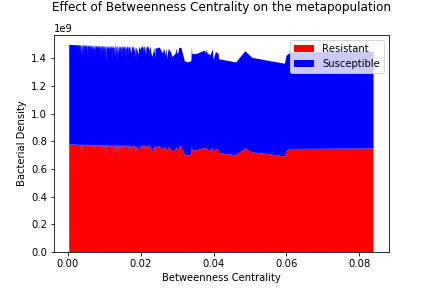 Effect of Betweenness Centrality on the metapopulation
1e9
Resistant
Susceptible
1.4
1.2
1.0
0.8
0.6
0.4
0.2
0.0
Bacterial Density
0.00 0.02 0.04 0.06 0.08
Betweenness Centrality